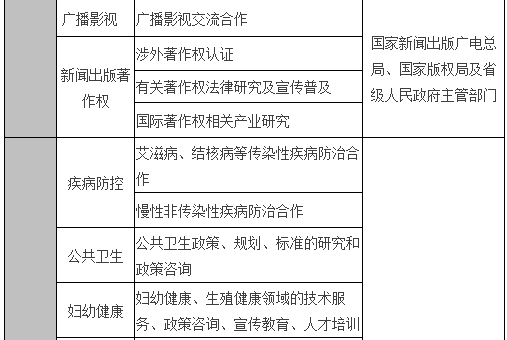 广播影视
广播影视交流合作
新闻出版著
作权
涉外著作权认证
有关著作权法律研究及宣传普及
国际著作权相关产业研究
国家新闻出版广电总
局、国家版权局及省
级人民政府主管部门
疾病防控
艾滋病、结核病等传染性疾病防治合
作
慢性非传染性疾病防治合作
公共卫生
公共卫生政策、规划、标准的研究和
政策咨询
妇幼健康
妇幼健康、生殖健康领域的技术服
务、政策咨询、宣传教育、人才培训